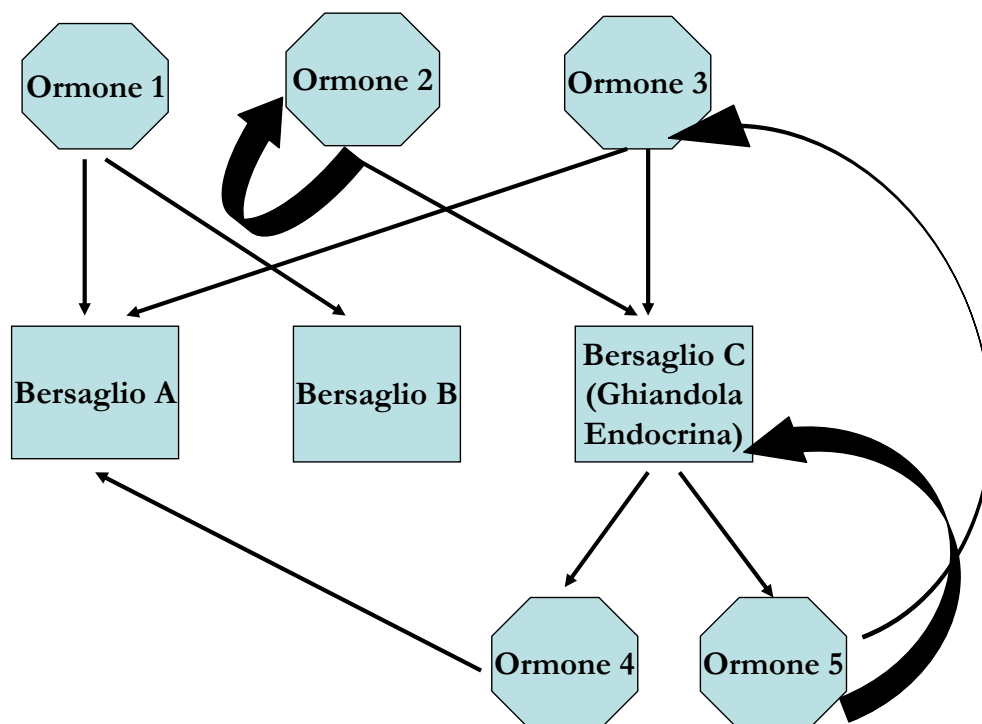 Ormone 1
Ormone 2
Ormone 3
Bersaglio A
Bersaglio B
Bersaglio C
(Ghiandola
Endocrina)
Ormone 4
Ormone 5